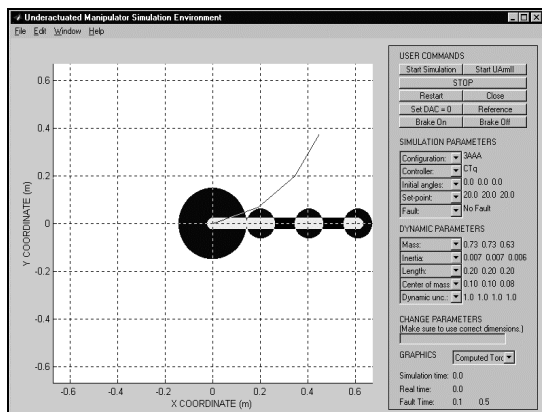 Underactuated Manipulator Simulation Environment
File Edit Window Help
USER COMMANDS
Start Simulation Start UArmII
STOP
Restart Close
Set DAC = 0 Reference
Brake On Brake Off
SIMULATION PARAMETERS
Configuration: 3AAA
Controller: CTq
Initial angles: 0.0 0.0 0.0
Set-point: 20.0 20.0 20.0
Fault: No Fault
DYNAMIC PARAMETERS
Mass: 0.73 0.73 0.63
Inertia: 0.007 0.007 0.006
Length: 0.20 0.20 0.20
Center of mass 0.10 0.10 0.08
Dynamic unc.: 1.0 1.0 1.0 1.0
CHANGE PARAMETERS
(Make sure to use correct dimensions.)
GRAPHICS Computed Torc
Simulation time: 0.0
Real time: 0.0
Fault Time: 0.1 0.5
Y COORDINATE (m)
0.6
0.4
0.2
0
-0.2
-0.4
-0.6
-0.6 -0.4 -0.2 0 0.2 0.4 0.6
X COORDINATE (m)